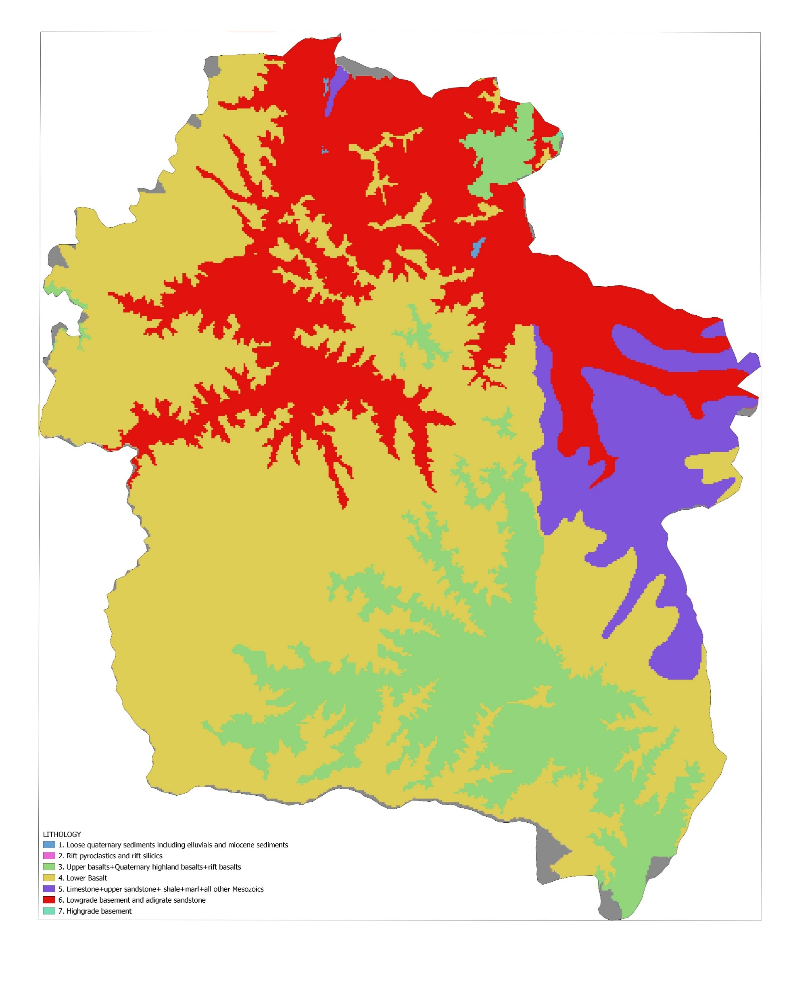 LITHOLOGY
1. Loose quaternary sediments including elluvials and miocene sediments
2. Rift pyroclastics and rift silicics
3. Upper basalts+Quaternary highland basalts+rift basalts
4. Lower Basalt
5. Limestone+upper sandstone+ shale+marl+all other Mesozoics
6. Lowgrade basement and adigrate sandstone
7. Highgrade basement